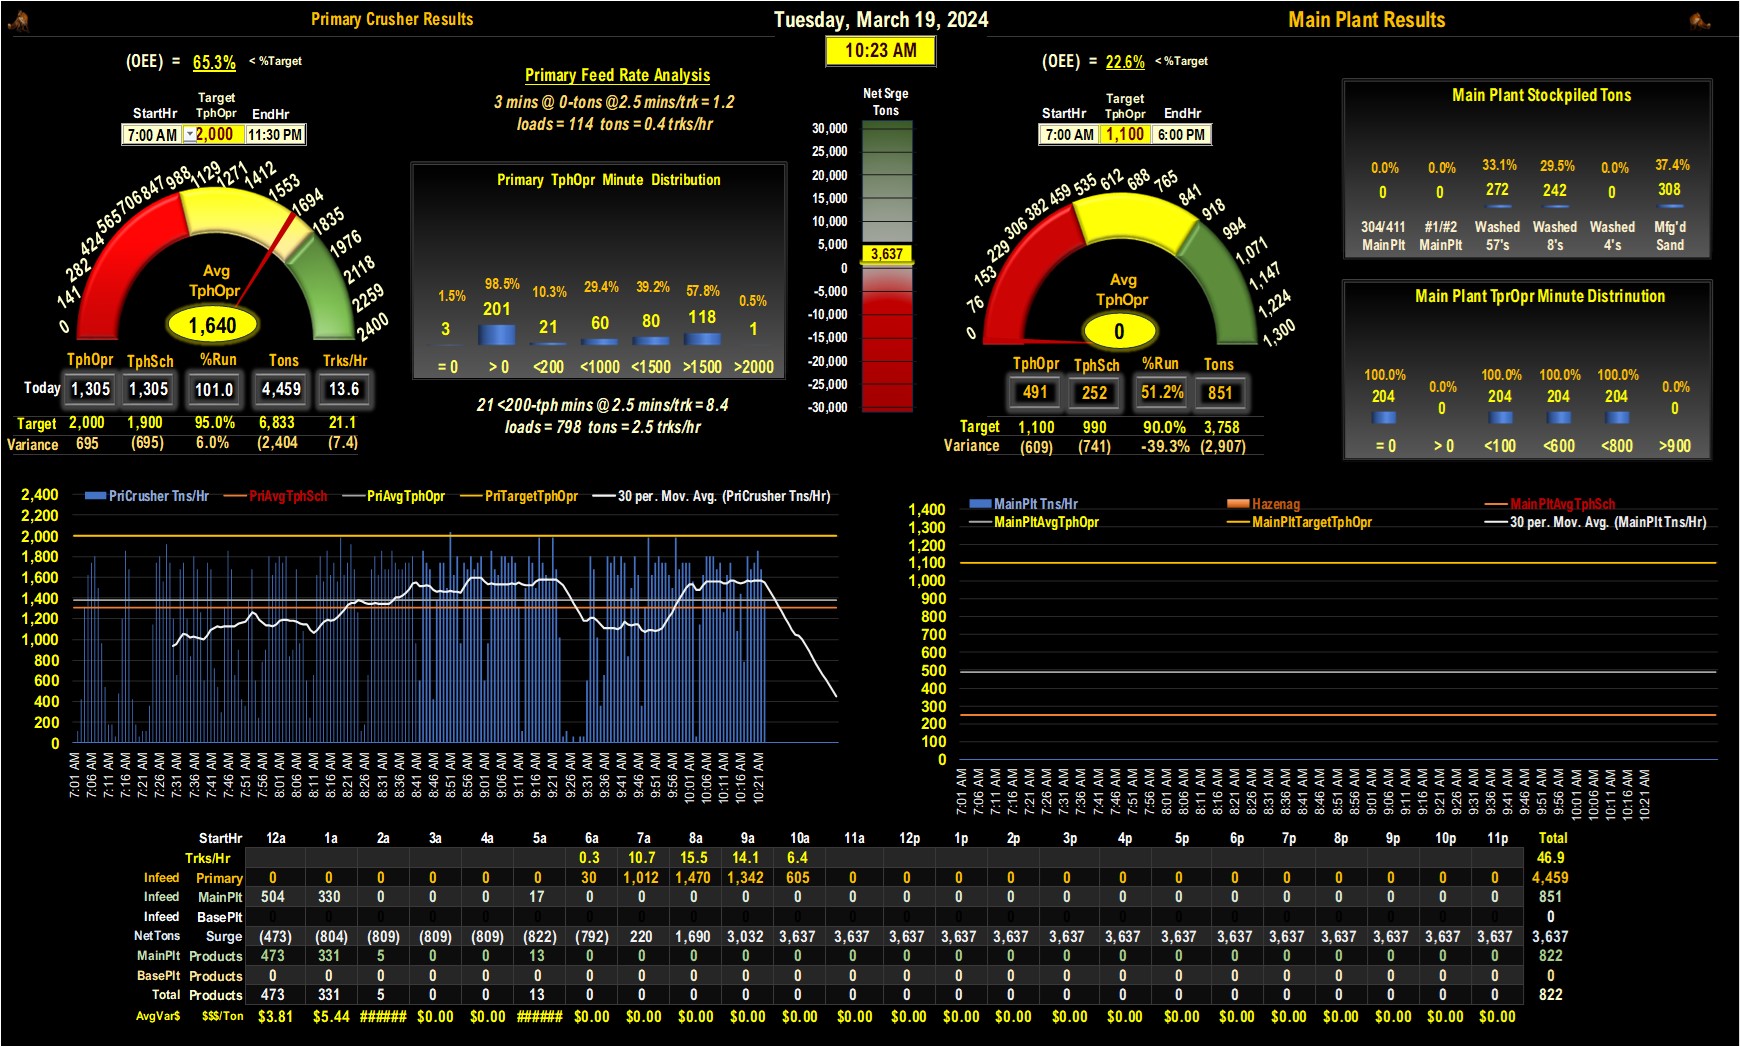 Primary Crusher Results
Tuesday, March 19, 2024
Main Plant Results
10:23 AM
(OEE) = 65.3% < %Target
Target
StartHr TphOpr EndHr
7:00 AM 2,000 11:30 PM
0 141 282 424 565 706 847 988 1129 1271 1412 1553 1694 1835 1976 2118 2259 2400
Avg
TphOpr
1,640
TphOpr TphSch %Run Tons Trks/Hr
Today 1,305 1,305 101.0 4,459 13.6
Target 2,000 1,900 95.0% 6,833 21.1
Variance 695 (695) 6.0% (2,404 (7.4)
Primary Feed Rate Analysis
3 mins @ 0-tons @2.5 mins/trk = 1.2
loads = 114 tons = 0.4 trks/hr
Primary TphOpr Minute Distribution
1.5% 98.5% 10.3% 29.4% 39.2% 57.8% 0.5%
3 201 21 60 80 118 1
= 0 > 0 <200 <1000 <1500 >1500 >2000
21 <200-tph mins @ 2.5 mins/trk = 8.4
loads = 798 tons = 2.5 trks/hr
Net Srge
Tons
30,000
25,000
20,000
15,000
10,000
5,000
3,637
0
-5,000
-10,000
-15,000
-20,000
-25,000
-30,000
(OEE) = 22.6% < %Target
Target
StartHr TphOpr EndHr
7:00 AM 1,100 6:00 PM
0 76 153 229 306 382 459 535 612 688 765 841 918 994 1,071 1,147 1,224 1,300
Avg
TphOpr
0
TphOpr TphSch %Run Tons
491 252 51.2% 851
Target 1,100 990 90.0% 3,758
Variance (609) (741) -39.3% (2,907)
Main Plant Stockpiled Tons
0.0% 0.0% 33.1% 29.5% 0.0% 37.4%
0 0 272 242 0 308
304/411 #1/#2 Washed Washed Washed Mfg'd
MainPlt MainPlt 57's 8's 4's Sand
Main Plant TprOpr Minute Distrinution
100.0% 0.0% 100.0% 100.0% 100.0% 0.0%
204 0 204 204 204 0
= 0 > 0 <100 <600 <800 >900
PriCrusher Tns/Hr PriAvgTphSch PriAvgTphOpr PriTargetTphOpr 30 per. Mov. Avg. (PriCrusher Tns/Hr)
2,400
2,200
2,000
1,800
1,600
1,400
1,200
1,000
800
600
400
200
0
7:01 AM 7:06 AM 7:11 AM 7:16 AM 7:21 AM 7:26 AM 7:31 AM 7:36 AM 7:41 AM 7:46 AM 7:51 AM 7:56 AM 8:01 AM 8:06 AM 8:11 AM 8:16 AM 8:21 AM 8:26 AM 8:31 AM 8:36 AM 8:41 AM 8:46 AM 8:51 AM 8:56 AM 9:01 AM 9:06 AM 9:11 AM 9:16 AM 9:21 AM 9:26 AM 9:31 AM 9:36 AM 9:41 AM 9:46 AM 9:51 AM 9:56 AM 10:01 AM 10:06 AM 10:11 AM 10:16 AM 10:21 AM
MainPlt Tns/Hr Hazenag MainPltAvgTphSch
MainPltAvgTphOpr MainPltTargetTphOpr 30 per. Mov. Avg. (MainPlt Tns/Hr)
1,400
1,300
1,200
1,100
1,000
900
800
700
600
500
400
300
200
100
0
7:01 AM 7:06 AM 7:11 AM 7:16 AM 7:21 AM 7:26 AM 7:31 AM 7:36 AM 7:41 AM 7:46 AM 7:51 AM 7:56 AM 8:01 AM 8:06 AM 8:11 AM 8:16 AM 8:21 AM 8:26 AM 8:31 AM 8:36 AM 8:41 AM 8:46 AM 8:51 AM 8:56 AM 9:01 AM 9:06 AM 9:11 AM 9:16 AM 9:21 AM 9:26 AM 9:31 AM 9:36 AM 9:41 AM 9:46 AM 9:51 AM 9:56 AM 10:01 AM 10:06 AM 10:11 AM 10:16 AM 10:21 AM
StartHr 12a 1a 2a 3a 4a 5a 6a 7a 8a 9a 10a 11a 12p 1p 2p 3p 4p 5p 6p 7p 8p 9p 10p 11p Total
Trks/Hr 0.3 10.7 15.5 14.1 6.4 46.9
Infeed Primary 0 0 0 0 0 0 30 1,012 1,470 1,342 605 0 0 0 0 0 0 0 0 0 0 0 0 0 4,459
Infeed MainPlt 504 330 0 0 0 17 0 0 0 0 0 0 0 0 0 0 0 0 0 0 0 0 0 0 851
Infeed BasePlt 0 0 0 0 0 0 0 0 0 0 0 0 0 0 0 0 0 0 0 0 0 0 0 0 0
NetTons Surge (473) (804) (809) (809) (809) (822) (792) 220 1,690 3,032 3,637 3,637 3,637 3,637 3,637 3,637 3,637 3,637 3,637 3,637 3,637 3,637 3,637 3,637 3,637
MainPlt Products 473 331 5 0 0 13 0 0 0 0 0 0 0 0 0 0 0 0 0 0 0 0 0 0 822
BasePlt Products 0 0 0 0 0 0 0 0 0 0 0 0 0 0 0 0 0 0 0 0 0 0 0 0 0
Total Products 473 331 5 0 0 13 0 0 0 0 0 0 0 0 0 0 0 0 0 0 0 0 0 0 822
AvgVar$ $$$/Ton $3.81 $5.44 ###### $0.00 $0.00 ###### $0.00 $0.00 $0.00 $0.00 $0.00 $0.00 $0.00 $0.00 $0.00 $0.00 $0.00 $0.00 $0.00 $0.00 $0.00 $0.00 $0.00 $0.00